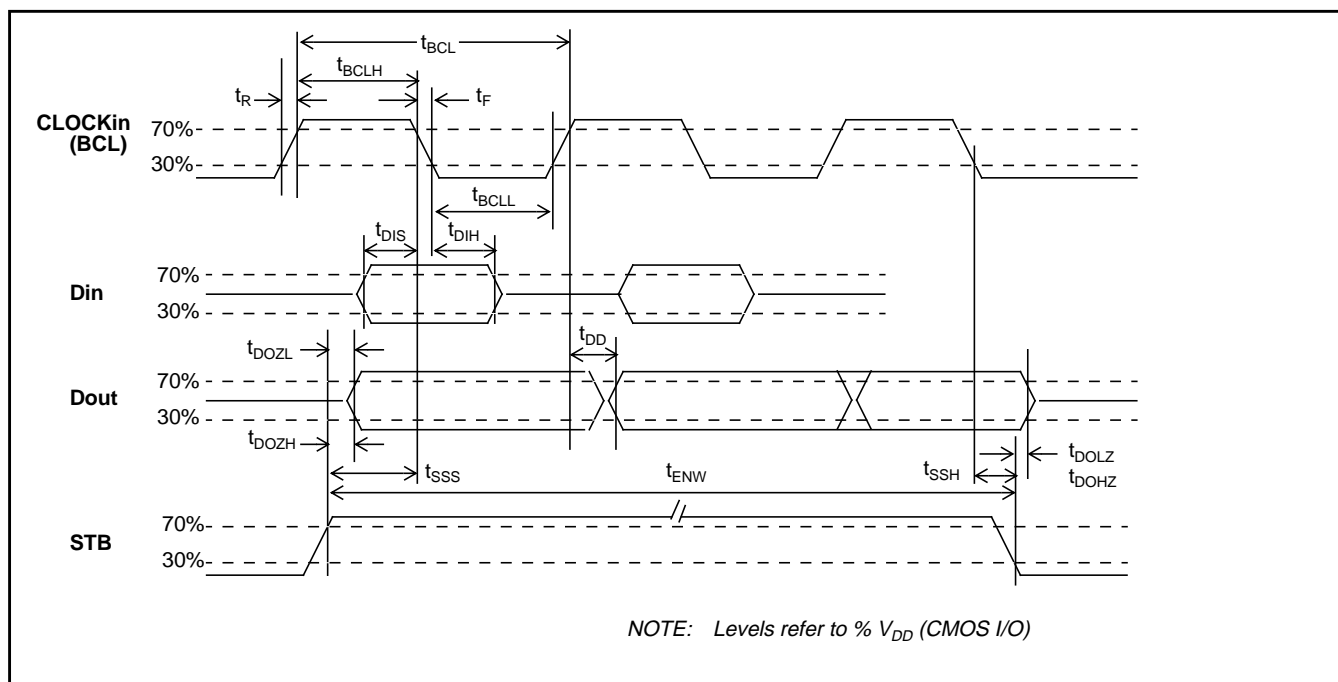 tBCL
tBCLH
tR
tF
CLOCKin
(BCL)
70%
30%
tBCLL
tDIS
tDIH
70%
Din
30%
tDOZL
tDD
70%
Dout
30%
tDOZH
tSSS
tENW
tSSH
tDOLZ
tDOHZ
70%
STB
30%
NOTE: Levels refer to % VDD (CMOS I/O)